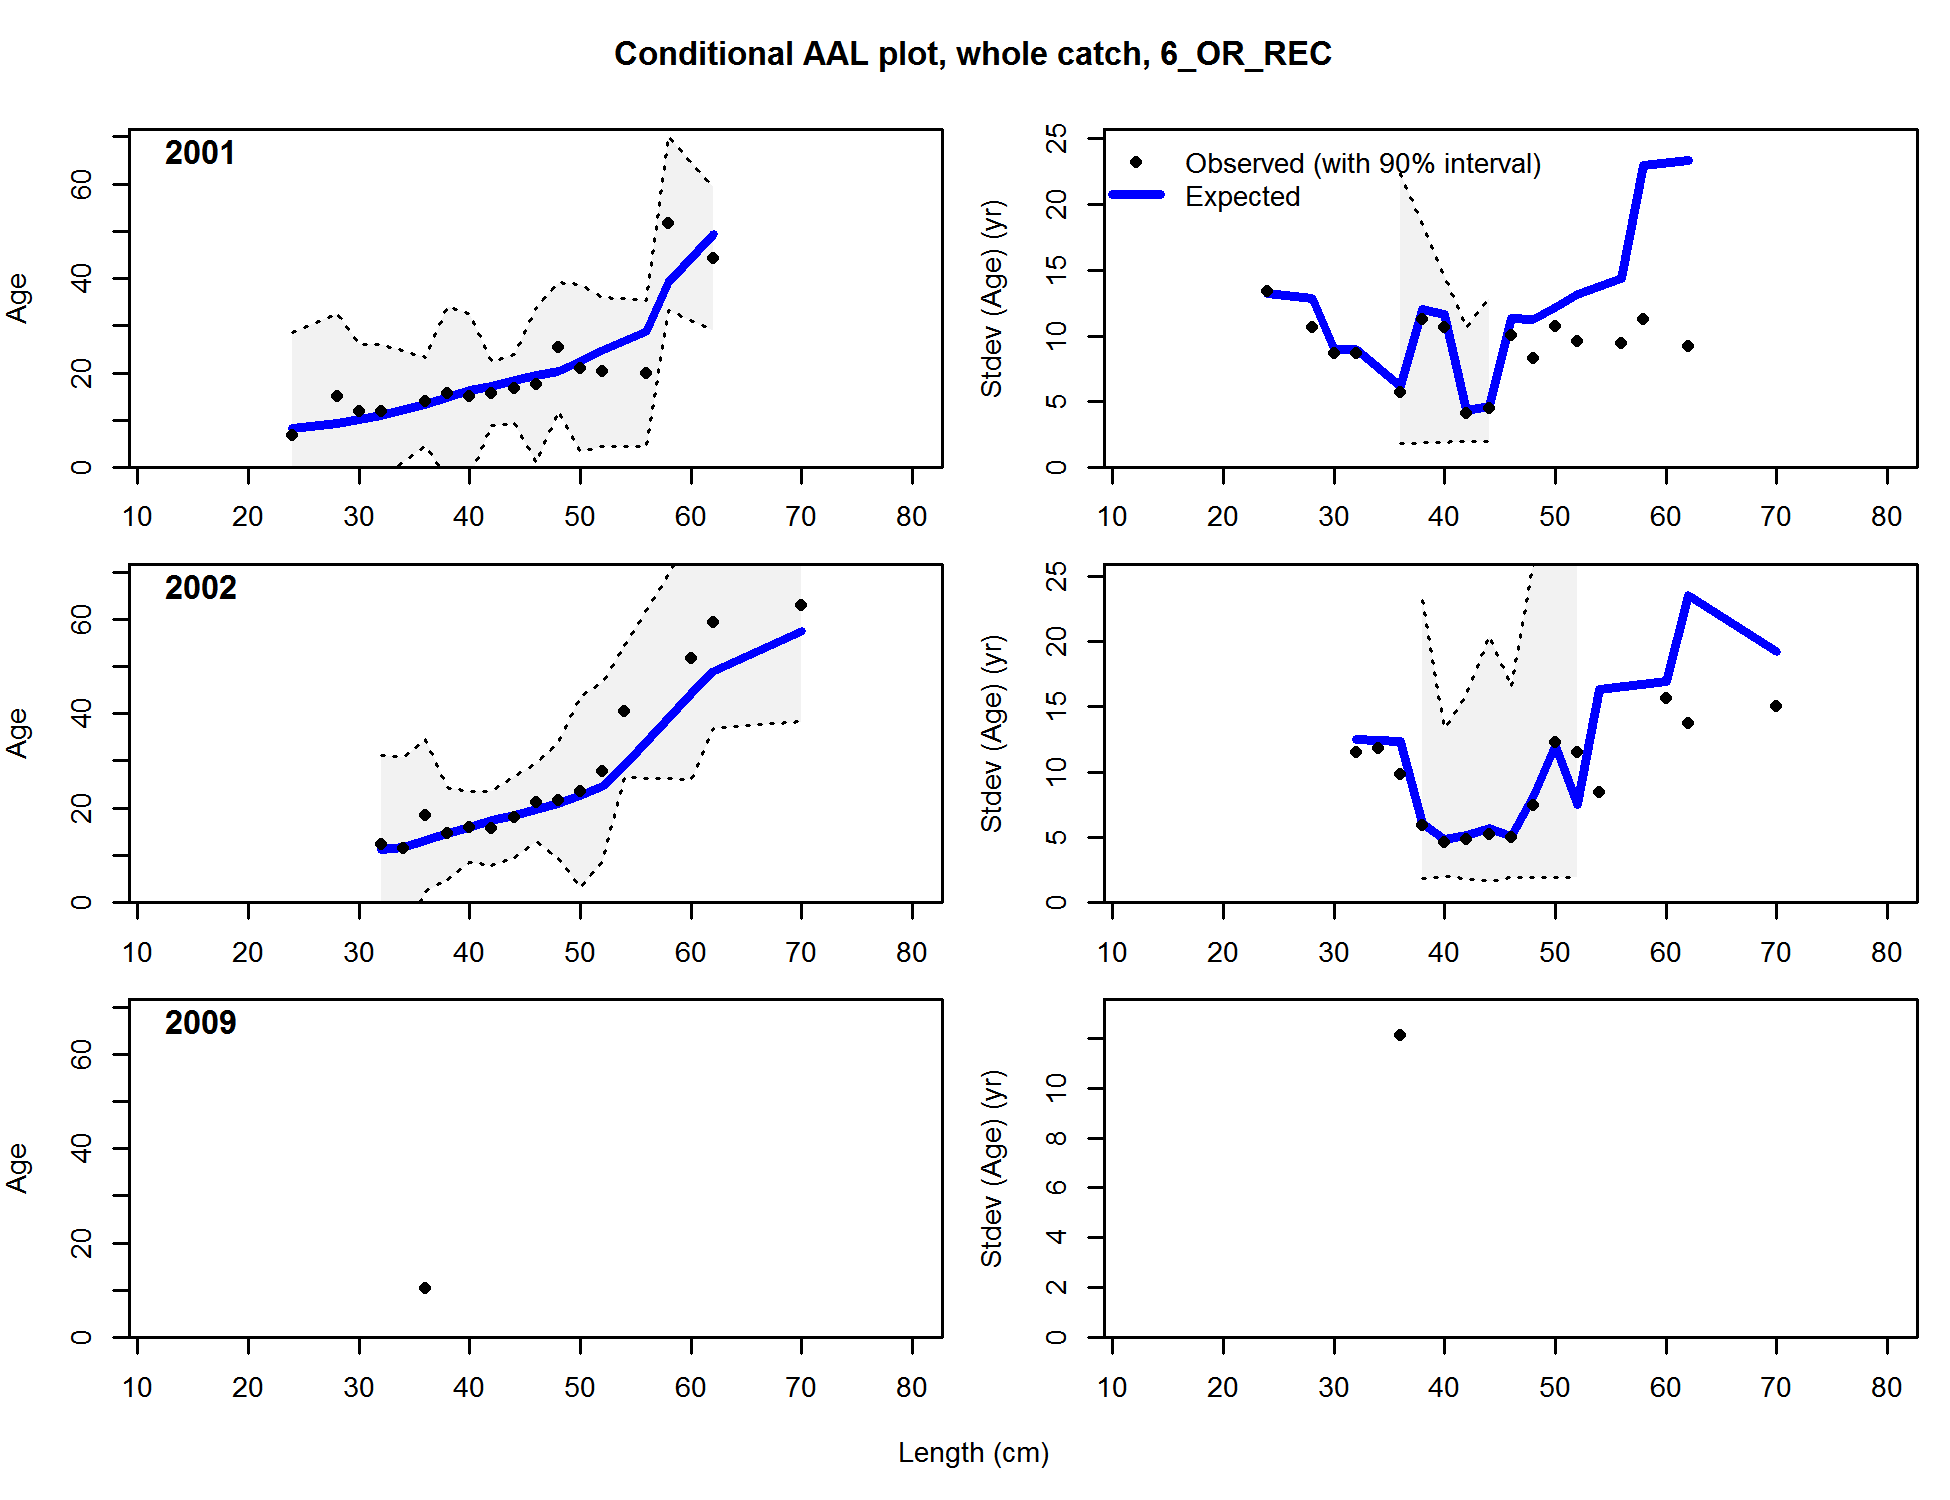 Conditional AAL plot, whole catch, 6_OR_REC
2001
Age
0 20 40 60
10 20 30 40 50 60 70 80
Observed (with 90% interval)
Expected
Stdev (Age) (yr)
0 5 10 15 20 25
10 20 30 40 50 60 70 80
2002
Age
0 20 40 60
10 20 30 40 50 60 70 80
Stdev (Age) (yr)
0 5 10 15 20 25
10 20 30 40 50 60 70 80
2009
Age
0 20 40 60
10 20 30 40 50 60 70 80
Stdev (Age) (yr)
0 2 4 6 8 10
10 20 30 40 50 60 70 80
Length (cm)